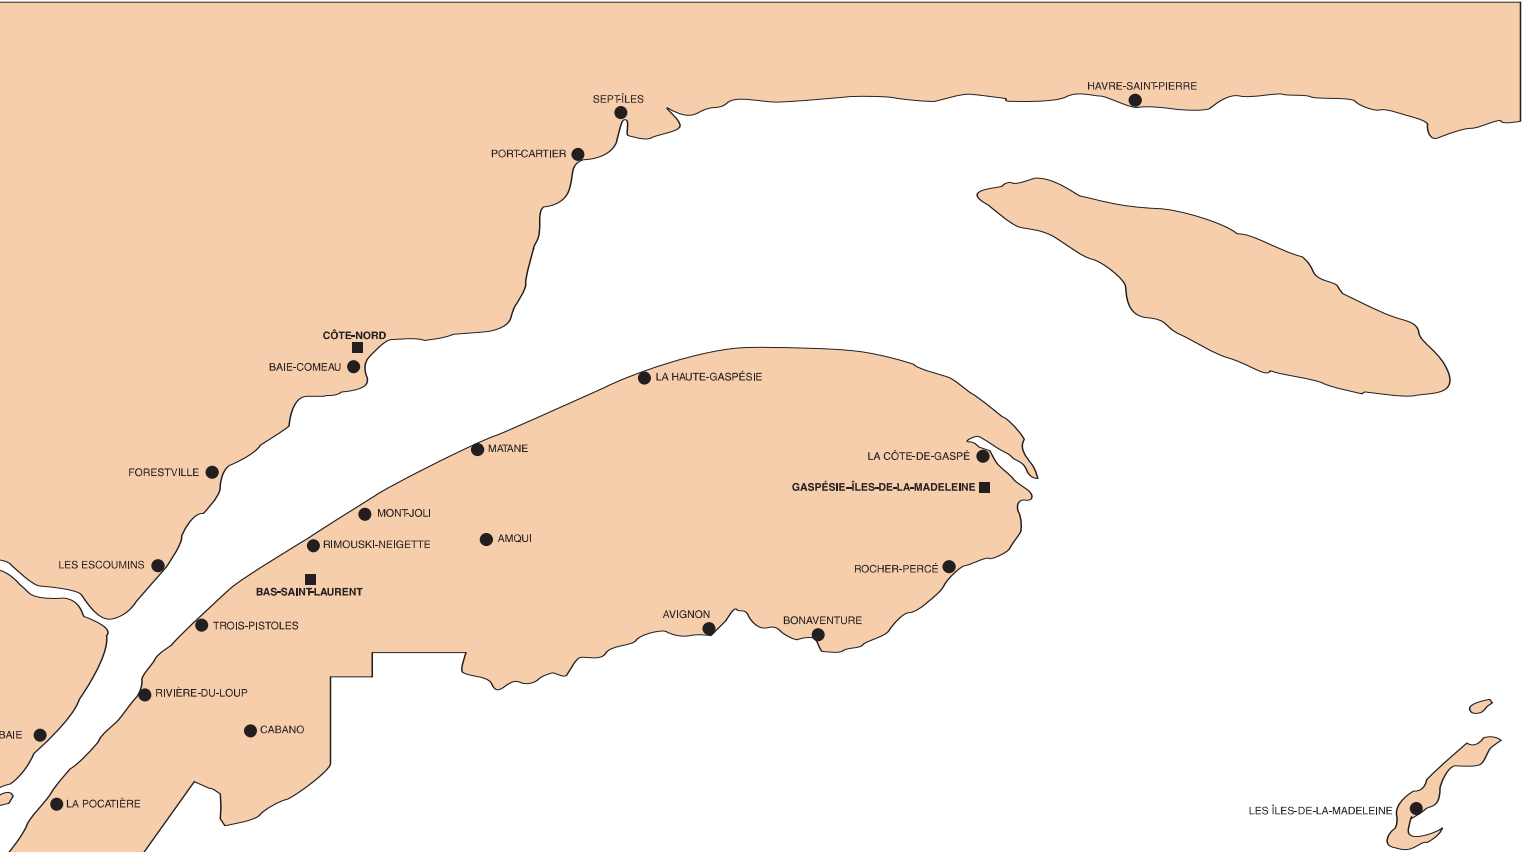 HAVRE-SAINT-PIERRE
SEPT-ÎLES
PORT-CARTIER
CÔTE-NORD
BAIE-COMEAU
LA HAUTE-GASPÉSIE
MATANE
LA CÔTE-DE-GASPÉ
FORESTVILLE
GASPÉSIE-ÎLES-DE-LA-MADELEINE
MONT-JOLI
AMQUI
RIMOUSKI-NEIGETTE
LES ESCOUMINS
ROCHER-PERCÉ
BAS-SAINT-LAURENT
AVIGNON
BONAVENTURE
TROIS-PISTOLES
RIVIÈRE-DU-LOUP
CABANO
BAIE
LA POCATIÈRE
LES ÎLES-DE-LA-MADELEINE